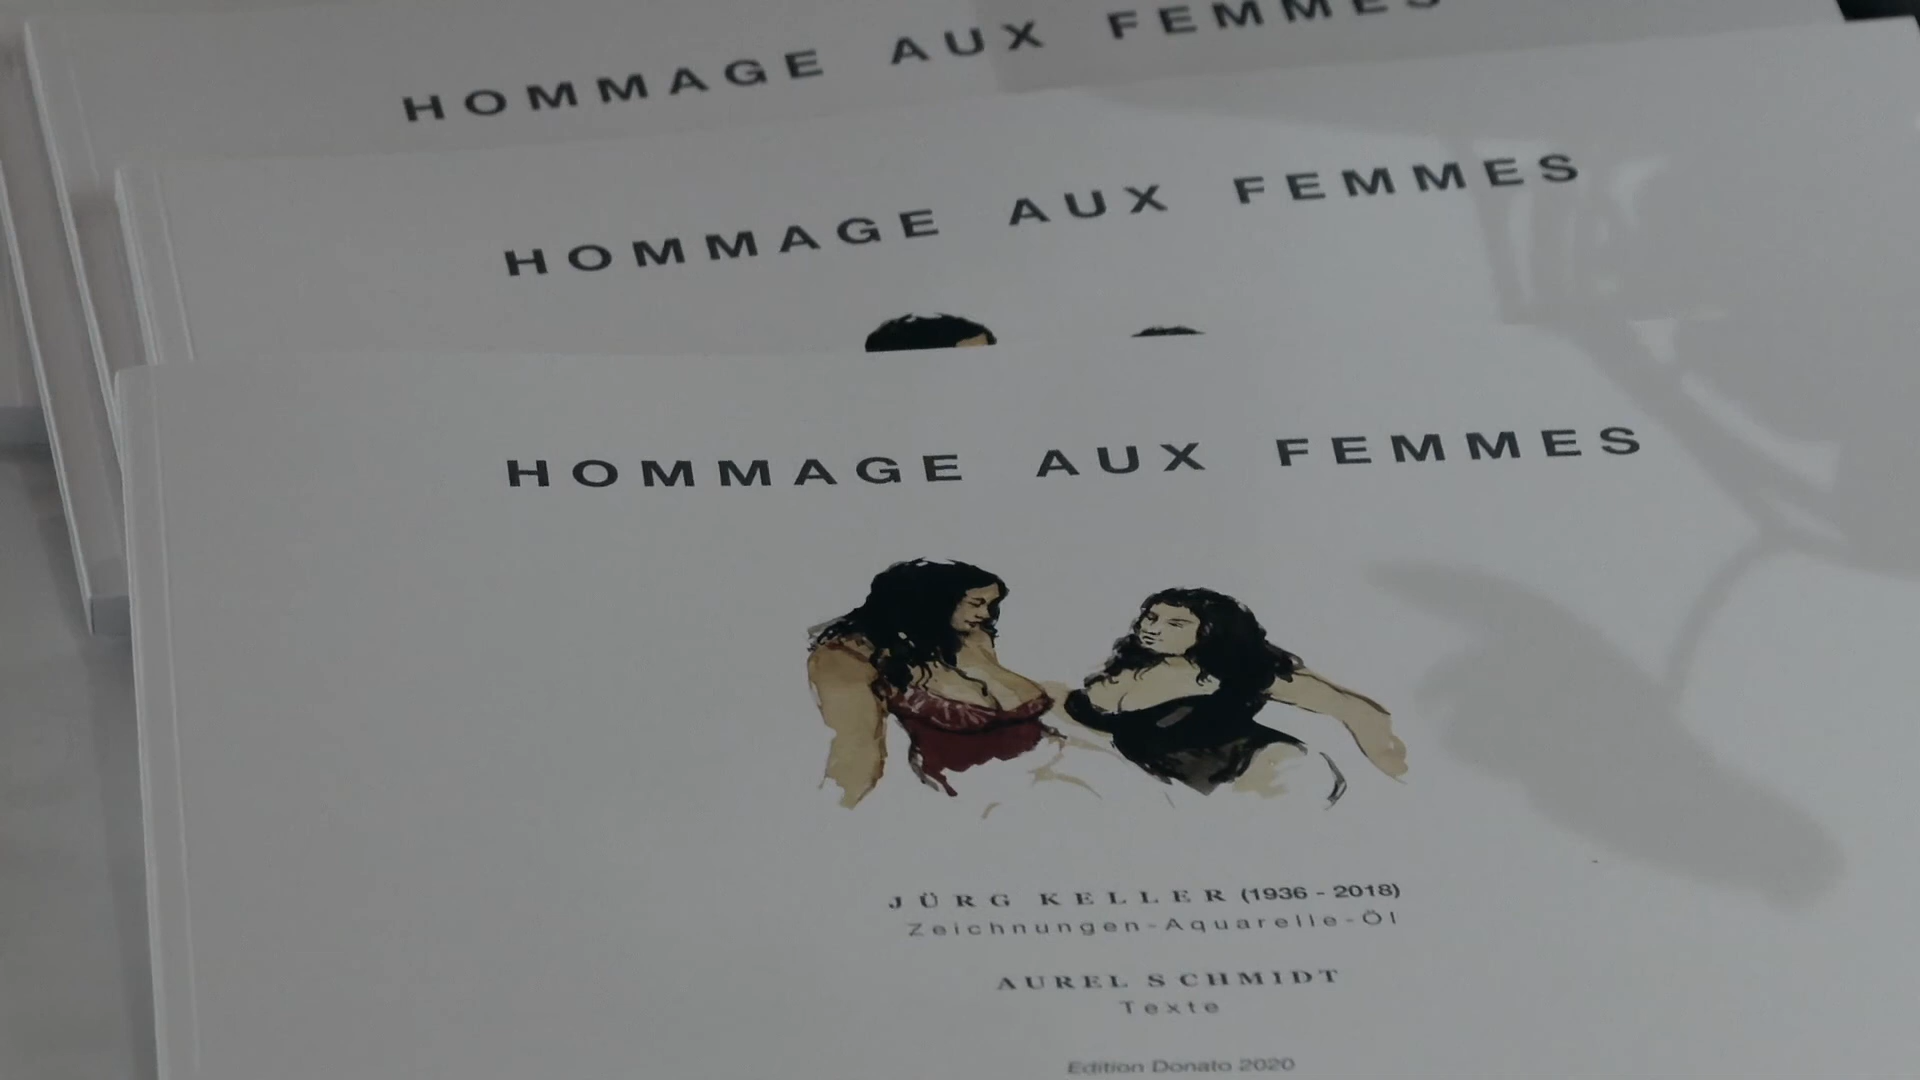 HOMMAGE AUX FEMMES
HOMMAGE AUX FEMMES
HOMMAGE AUX FEMMES
JÜRG KELLER (1936 - 2018)
Zeichnungen-Aquarelle-Öl
AUREL SCHMIDT
Texte
Edition Donato 2020